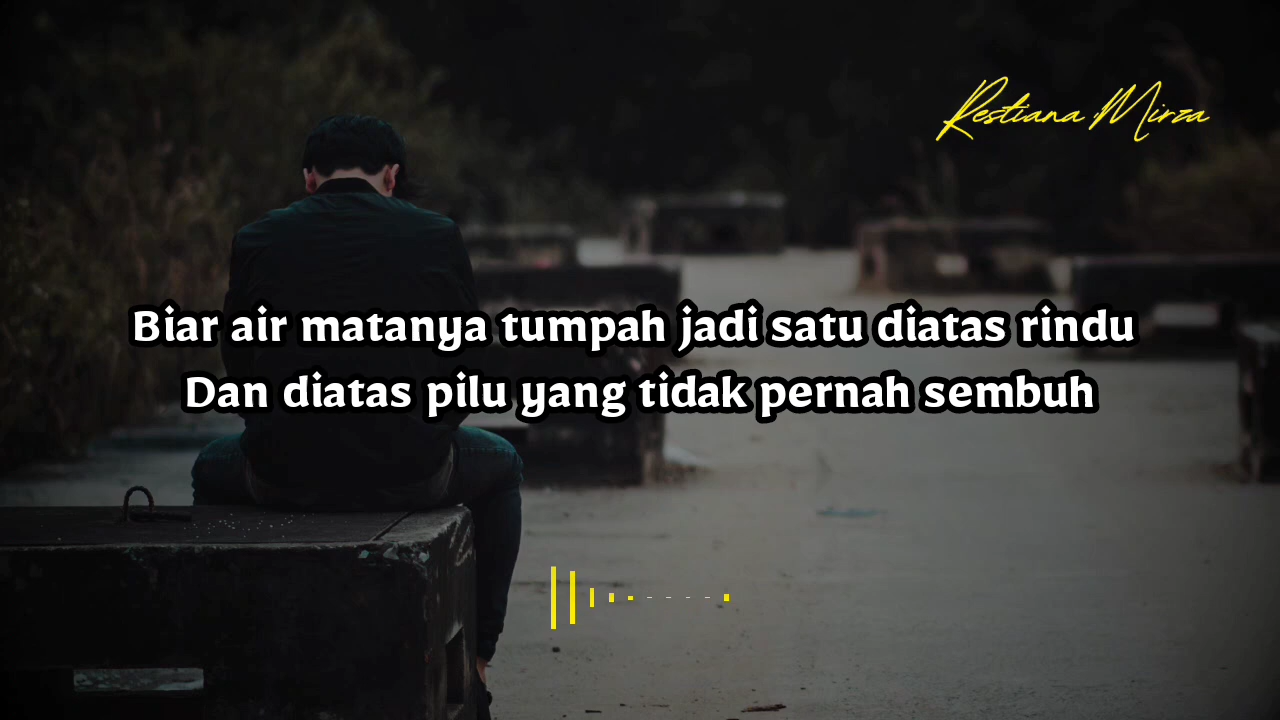 Restiana Mirza
Biar air matanya tumpah jadi satu diatas rindu
Dan diatas pilu yang tidak pernah sembuh